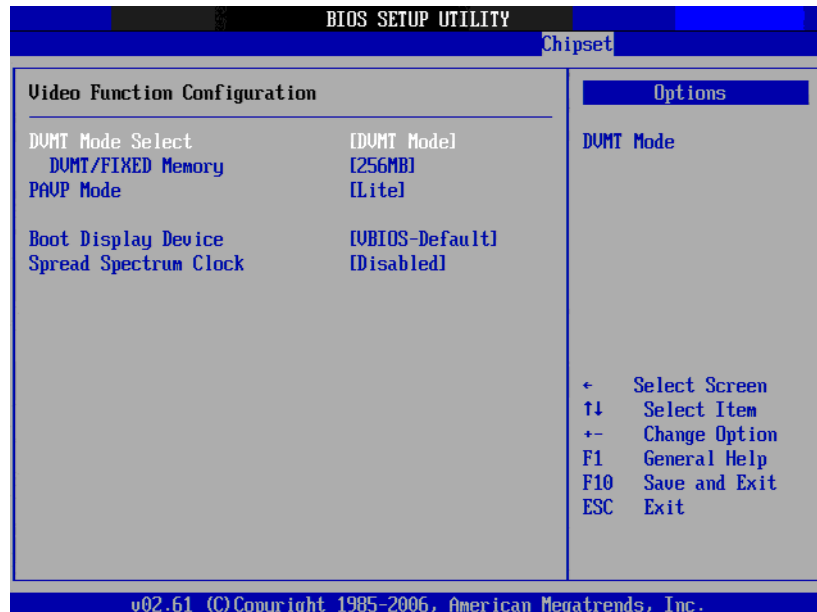 BIOS SETUP UTILITY
Chipset
Video Function Configuration
DVMT Mode Select [DVMT Mode]
DVMT/FIXED Memory [256MB]
PAVP Mode [Lite]
Boot Display Device [VBIOS-Default]
Spread Spectrum Clock [Disabled]
Options
DVMT Mode
← Select Screen
↑↓ Select Item
+- Change Option
F1 General Help
F10 Save and Exit
ESC Exit
v02.61 (C)Copyright 1985-2006, American Megatrends, Inc.